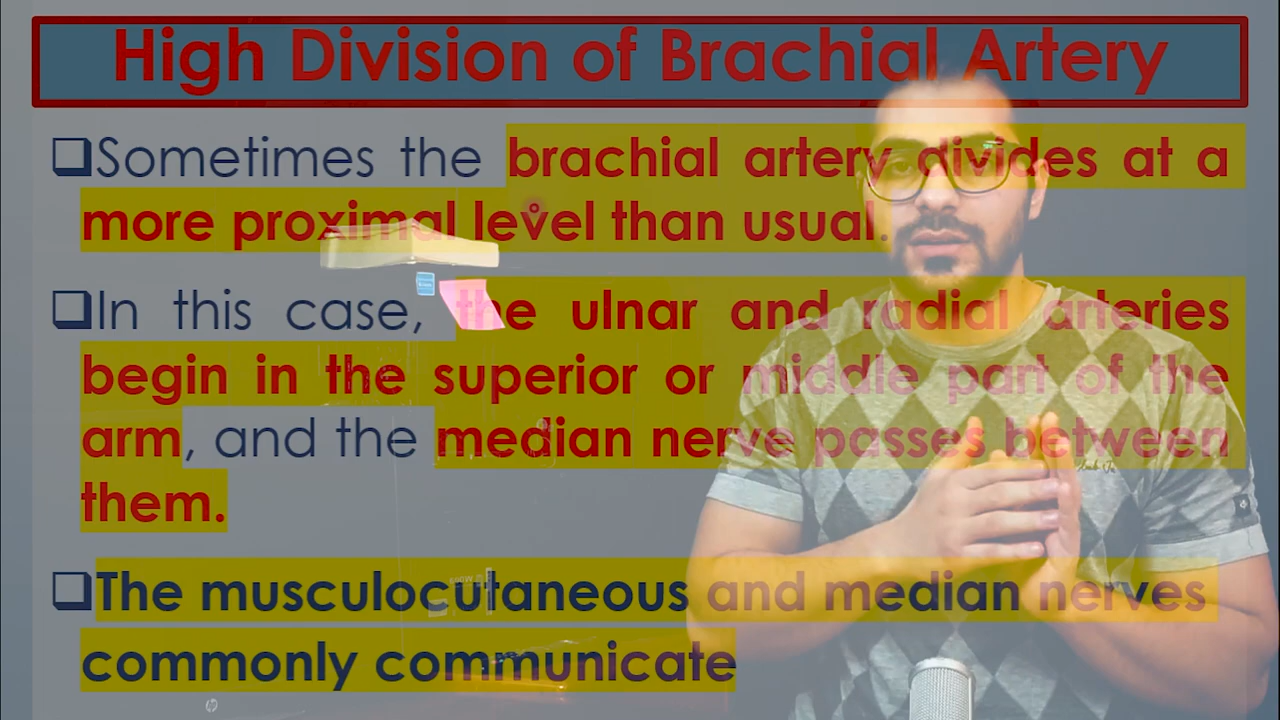 High Division of Brachial Artery
❑Sometimes the brachial artery divides at a
more proximal level than usual.
❑In this case, the ulnar and radial arteries
begin in the superior or middle part of the
arm, and the median nerve passes between
them.
❑The musculocutaneous and median nerves
commonly communicate
hp